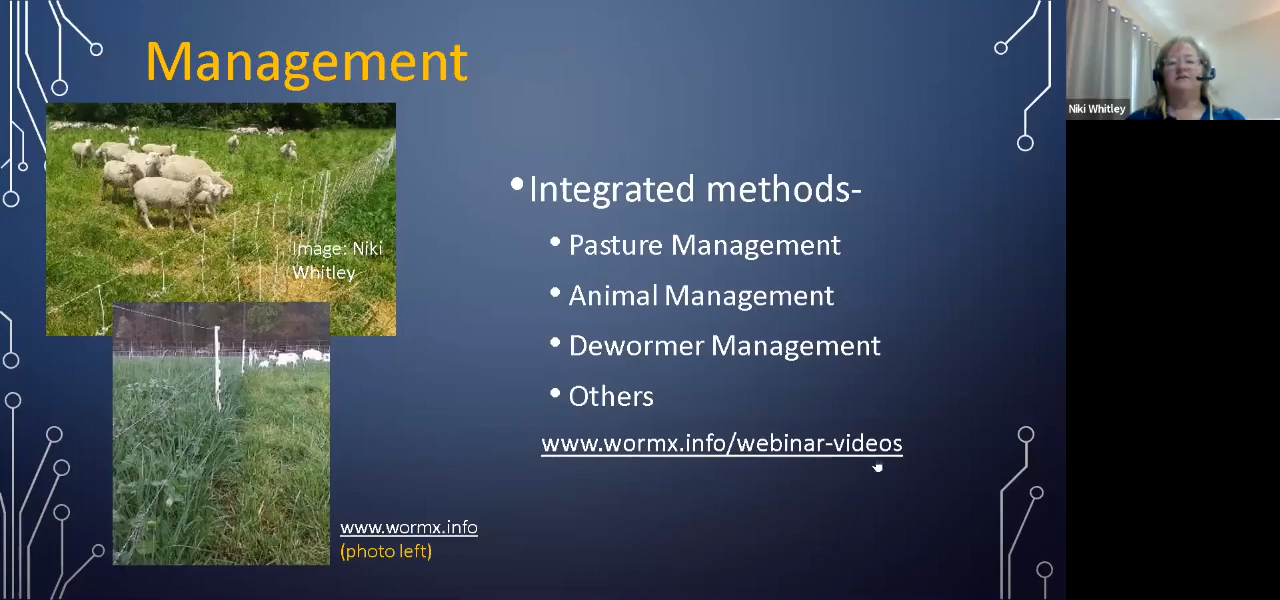 Management
Image: Niki
Whitley
•Integrated methods-
• Pasture Management
• Animal Management
• Dewormer Management
• Others
www.wormx.info/webinar-videos
www.wormx.info
(photo left)
Niki Whitley